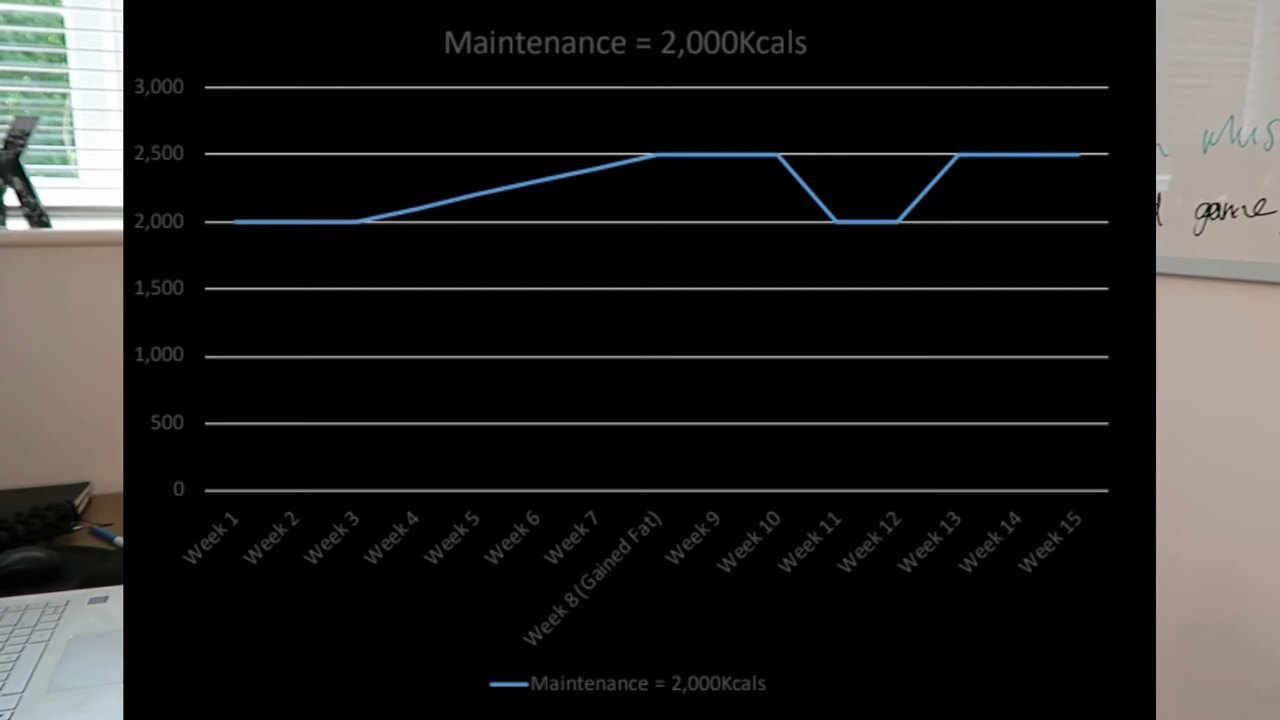 Maintenance = 2,000Kcals
3,000
2,500
2,000
1,500
1,000
500
0
Week 1
Week 2
Week 3
Week 4
Week 5
Week 6
Week 7
Week 8 (Gained Fat)
Week 9
Week 10
Week 11
Week 12
Week 13
Week 14
Week 15
Maintenance = 2,000Kcals
game